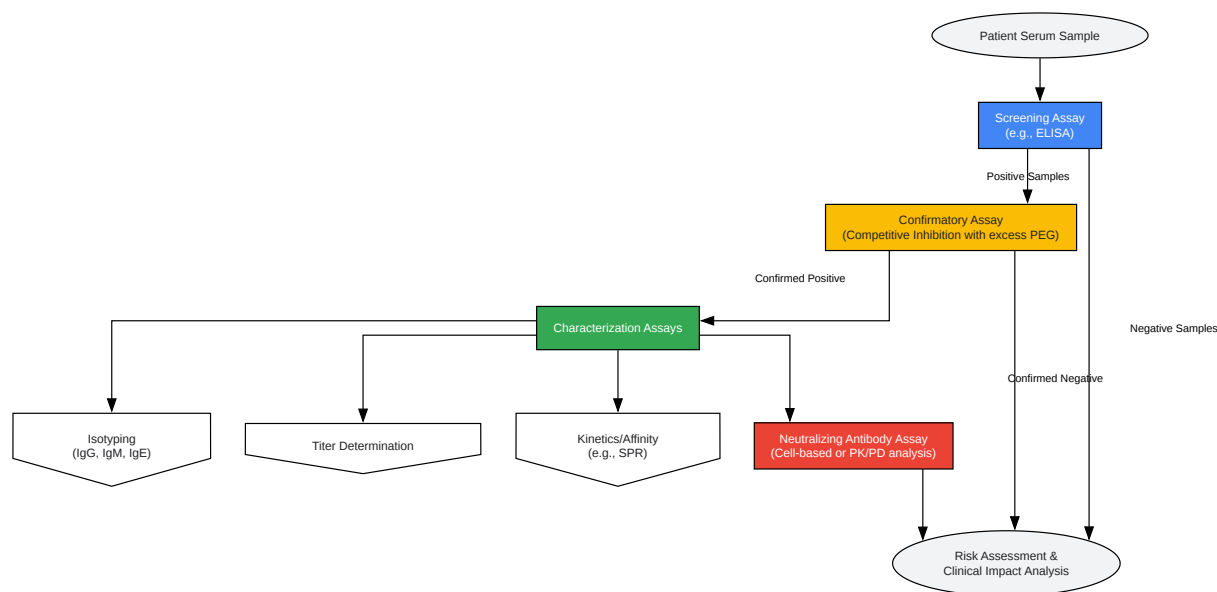 Patient Serum Sample
Screening Assay
(e.g., ELISA)
Positive Samples
Confirmatory Assay
(Competitive Inhibition with excess PEG)
Confirmed Positive
Characterization Assays
Negative Samples
Confirmed Negative
Isotyping
(IgG, IgM, IgE)
Titer Determination
Kinetics/Affinity
(e.g., SPR)
Neutralizing Antibody Assay
(Cell-based or PK/PD analysis)
Risk Assessment &
Clinical Impact Analysis